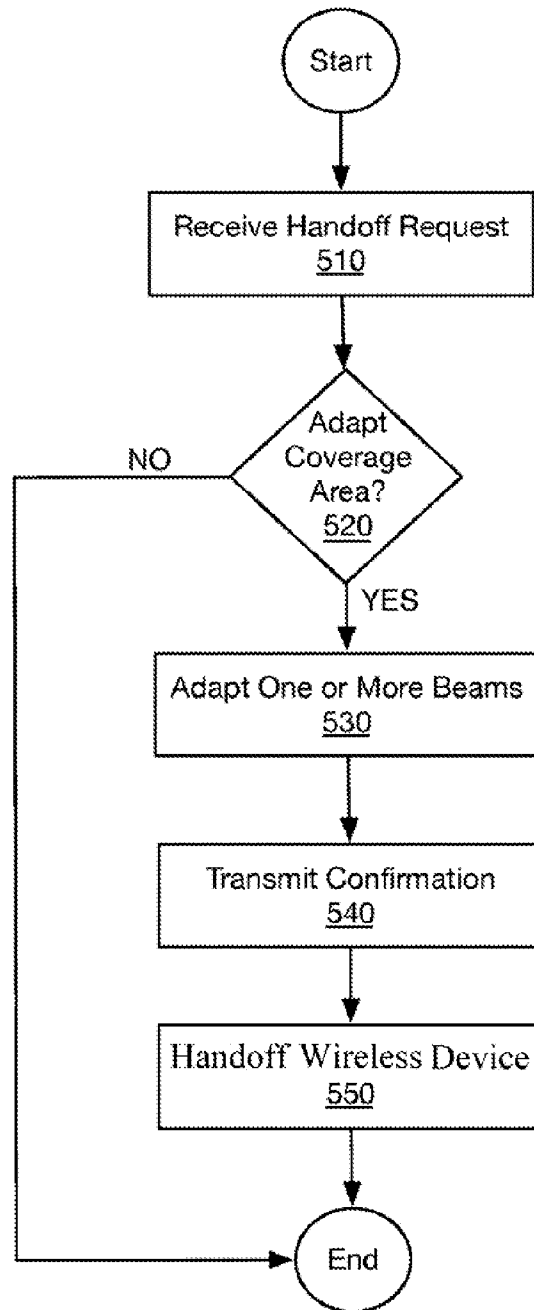 Start
Receive Handoff Request
510
Adapt
Coverage
Area?
520
NO
YES
Adapt One or More Beams
530
Transmit Confirmation
540
Handoff Wireless Device
550
End